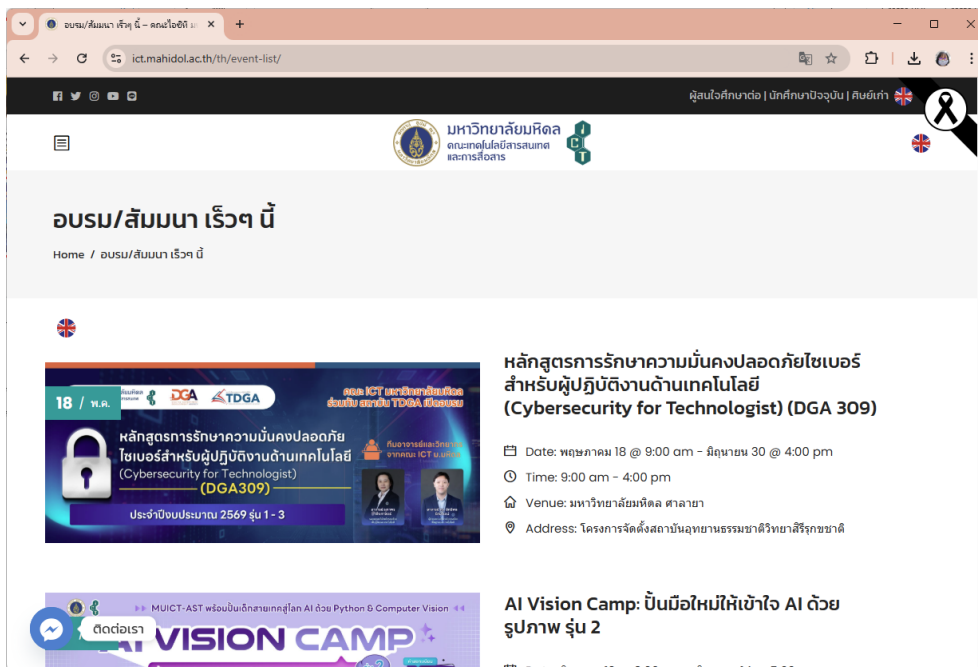 อบรม/สัมมนา เร็วๆ นี้ – คณะไอซีที ม
ict.mahidol.ac.th/th/event-list/
ผู้สนใจศึกษาต่อ | นักศึกษาปัจจุบัน | ศิษย์เก่า
มหาวิทยาลัยมหิดล
คณะเทคโนโลยีสารสนเทศ
และการสื่อสาร
ICT
อบรม/สัมมนา เร็วๆ นี้
Home / อบรม/สัมมนา เร็วๆ นี้
18 / พ.ค.
DGA TDGA
คณะ ICT มหาวิทยาลัยมหิดล
ร่วมกับ สถาบัน TDGA เปิดอบรม
หลักสูตรการรักษาความมั่นคงปลอดภัย
ไซเบอร์สำหรับผู้ปฏิบัติงานด้านเทคโนโลยี
(Cybersecurity for Technologist)
(DGA309)
ประจำปีงบประมาณ 2569 รุ่น 1 - 3
ทีมอาจารย์และวิทยา
จากคณะ ICT ม.มหิด
หลักสูตรการรักษาความมั่นคงปลอดภัยไซเบอร์
สำหรับผู้ปฏิบัติงานด้านเทคโนโลยี
(Cybersecurity for Technologist) (DGA 309)
Date: พฤษภาคม 18 @ 9:00 am - มิถุนายน 30 @ 4:00 pm
Time: 9:00 am - 4:00 pm
Venue: มหาวิทยาลัยมหิดล ศาลายา
Address: โครงการจัดตั้งสถาบันอุทยานธรรมชาติวิทยาสิรีรุกขชาติ
MUICT-AST พร้อมปั้นเด็กสายเทคสู่โลก AI ด้วย Python & Computer Vision
AI VISION CAMP
ติดต่อเรา
AI Vision Camp: ปั้นมือใหม่ให้เข้าใจ AI ด้วย
รูปภาพ รุ่น 2